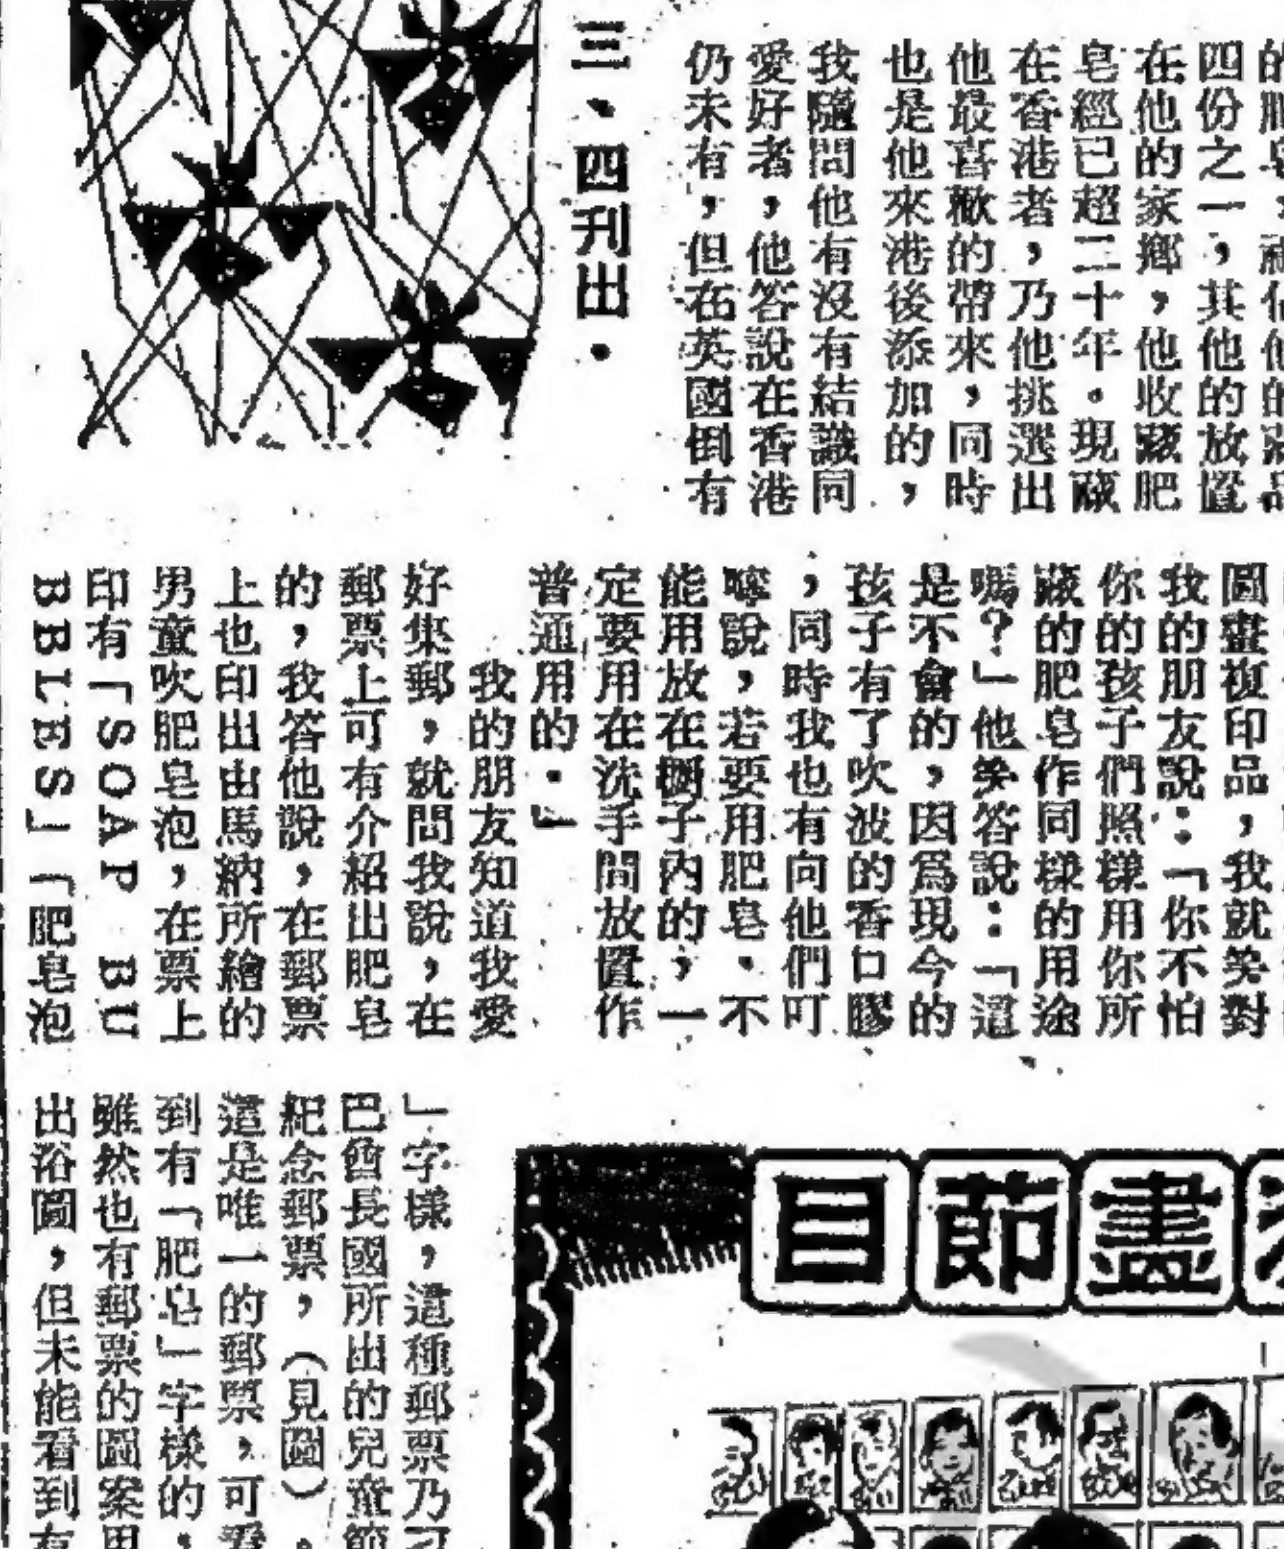 四份之一，其他的放置
在他的家鄉，他收藏肥
皂經已超二十年。現藏
在香港者，乃他挑選出
他最喜歡的帶來，同時
也是他來港後添加的，
我隨問他有沒有結識同
愛好者，他答說在香港
仍未有，但在英國倒有
三、四刋出．
圖畫複印品，我就笑對
我的朋友說：「你不怕
你的孩子們照樣用你所
藏的肥皂作同樣的用途
嗎？」他笑答說：「這
是不會的，因爲現今的
孩子有了吹波的香口膠
，同時我也有向他們叮
嚀說，若要用肥皂、不
能用放在櫥子內的，一
定要用在洗手間放置作
普通用的．」
我的朋友知道我愛
好集郵，就問我說，在
郵票上可有介紹出肥皂
的，我答他說，在郵票
上也印出由馬納所繪的
男童吹肥皂泡，在票上
印有「SOAP BU
BBLES」「肥皂泡
」字樣，這種郵票乃
巴酋長國所出的兒童節
紀念郵票，（見圖）。
這是唯一的郵票，可看
到有「肥皂」字樣的，
雖然也有郵票的圖案用
出浴圖，但未能看到有
目節盡